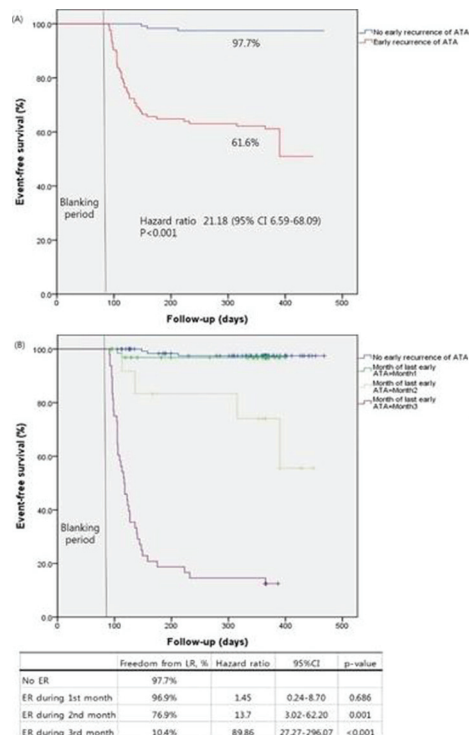 (A)
100.0
80.0
60.0
40.0
20.0
0.0
Event-free survival (%)
97.7%
61.6%
Blanking
period
Hazard ratio 21.18 (95% CI 6.59-68.09)
P<0.001
0 100 200 300 400 500
Follow-up (days)
No early recurrence of ATA
Early recurrence of ATA
(B)
100.0
80.0
60.0
40.0
20.0
0.0
Event-free survival (%)
Blanking
period
0 100 200 300 400 500
Follow-up (days)
No early recurrence of ATA
Month of last early
ATA=Month1
Month of last early
ATA=Month2
Month of last early
ATA=Month3
Freedom from LR, % Hazard ratio 95%CI p-value
No ER 97.7%
ER during 1st month 96.9% 1.45 0.24-8.70 0.686
ER during 2nd month 76.9% 13.7 3.02-62.20 0.001
ER during 3rd month 10.4% 89.86 27.27-296.07 <0.001